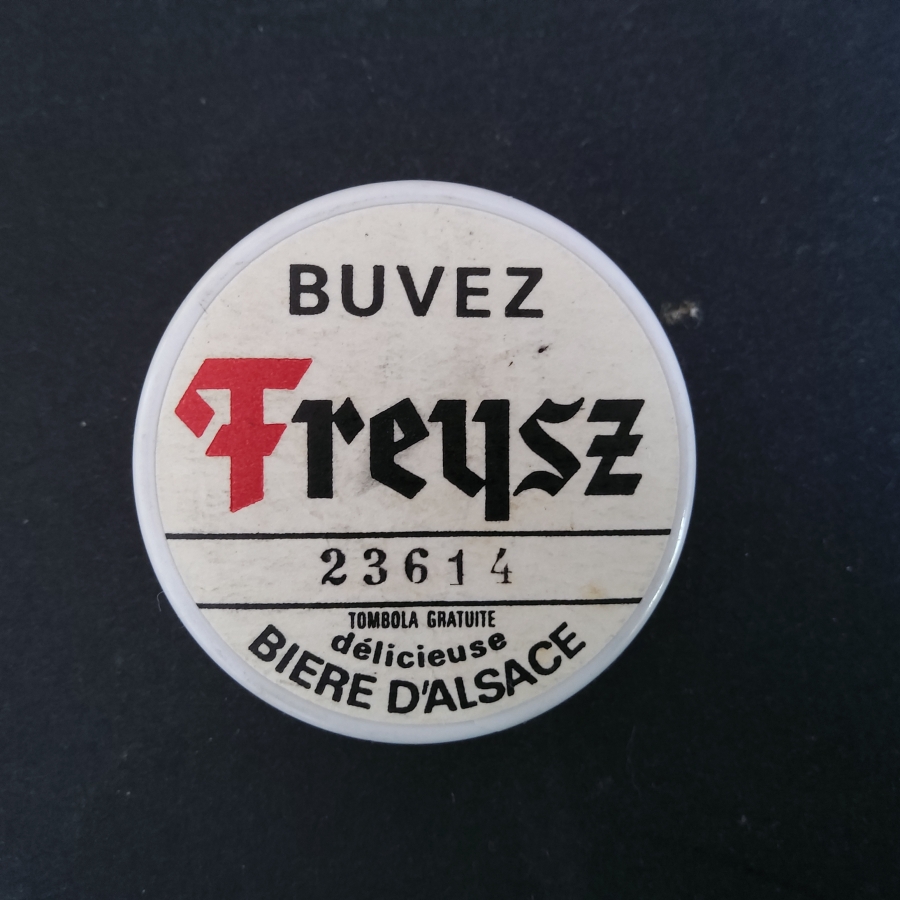 BUVEZ
Freysz
23614
TOMBOLA GRATUITE
délicieuse
BIERE D'ALSACE